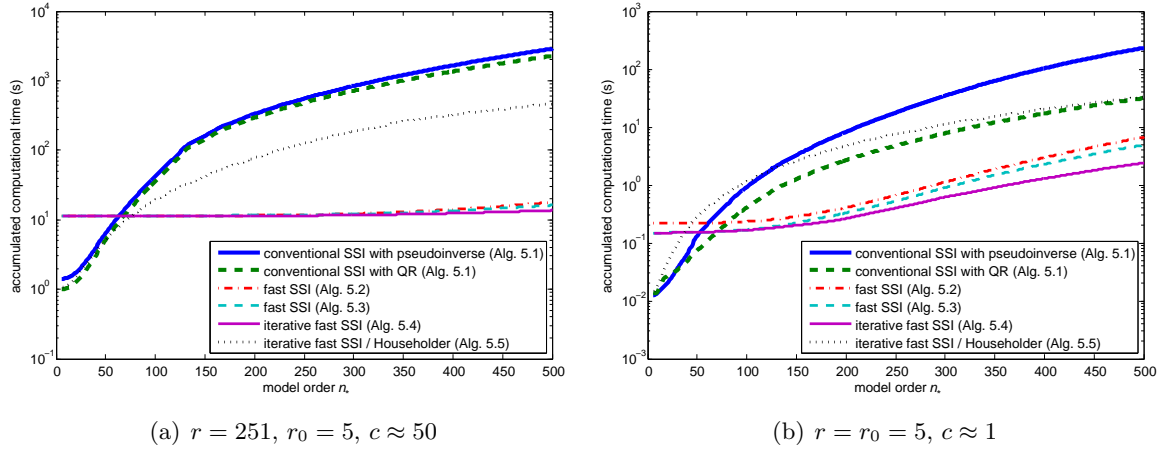 10^4
10^3
10^2
10^1
10^0
10^-1
accumulated computational time (s)
0 50 100 150 200 250 300 350 400 450 500
model order n*
conventional SSI with pseudoinverse (Alg. 5.1)
conventional SSI with QR (Alg. 5.1)
fast SSI (Alg. 5.2)
fast SSI (Alg. 5.3)
iterative fast SSI (Alg. 5.4)
iterative fast SSI / Householder (Alg. 5.5)
(a) r = 251, r₀ = 5, c ≈ 50
10^3
10^2
10^1
10^0
10^-1
10^-2
10^-3
accumulated computational time (s)
0 50 100 150 200 250 300 350 400 450 500
model order n*
conventional SSI with pseudoinverse (Alg. 5.1)
conventional SSI with QR (Alg. 5.1)
fast SSI (Alg. 5.2)
fast SSI (Alg. 5.3)
iterative fast SSI (Alg. 5.4)
iterative fast SSI / Householder (Alg. 5.5)
(b) r = r₀ = 5, c ≈ 1